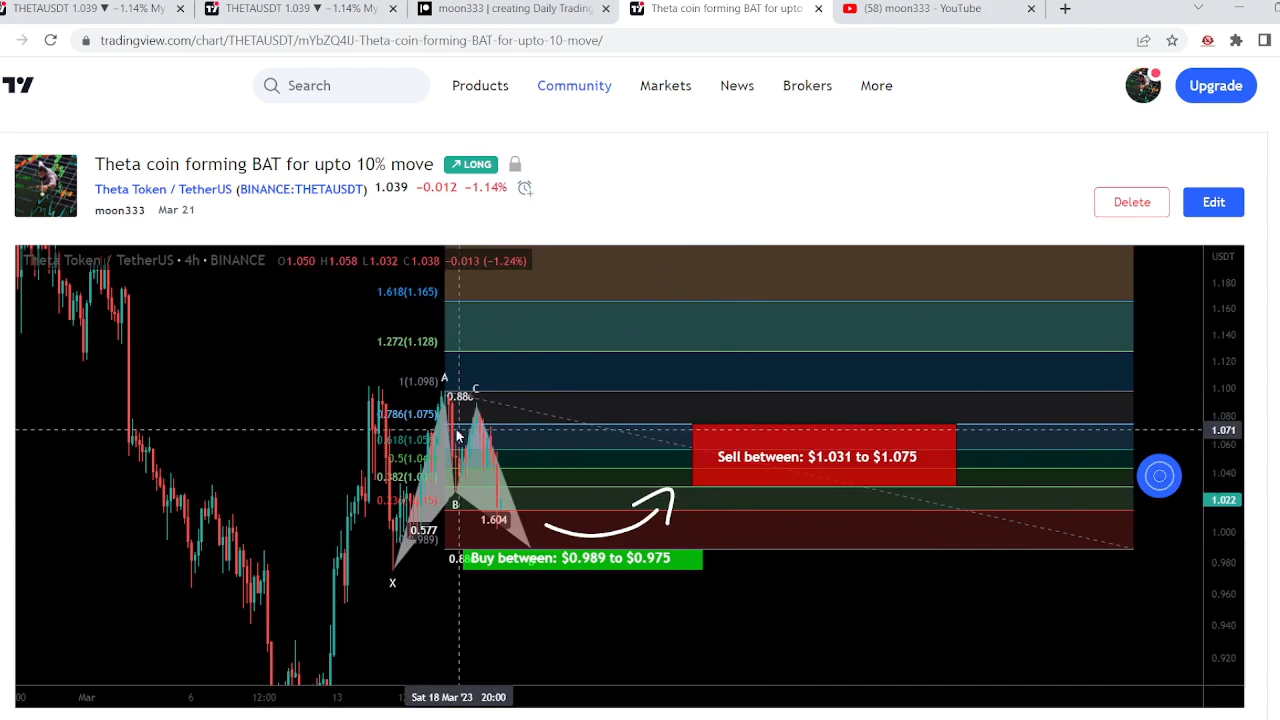 THETAUSDT 1.039 ▼ −1.14% My
THETAUSDT 1.039 ▼ −1.14% My
moon333 | creating Daily Trading
Theta coin forming BAT for upto
(58) moon333 - YouTube
tradingview.com/chart/THETAUSDT/mYbZQ4IJ-Theta-coin-forming-BAT-for-upto-10-move/
Search
Products
Community
Markets
News
Brokers
More
Upgrade
Theta coin forming BAT for upto 10% move
LONG
Theta Token / TetherUS (BINANCE:THETAUSDT) 1.039 −0.012 −1.14%
moon333 Mar 21
Delete
Edit
Theta Token / TetherUS • 4h • BINANCE O1.050 H1.058 L1.032 C1.038 −0.013 (−1.24%)
USDT
1.180
1.618(1.165)
1.160
1.140
1.272(1.128)
1.120
A
1(1.098)
C
1.100
0.786(1.075)
1.080
1.071
1.060
Sell between: $1.031 to $1.075
1.040
1.022
B
1.604
0.577
1.000
Buy between: $0.989 to $0.975
0.980
X
0.960
0.940
0.920
Mar
6
12:00
13
Sat 18 Mar '23 20:00